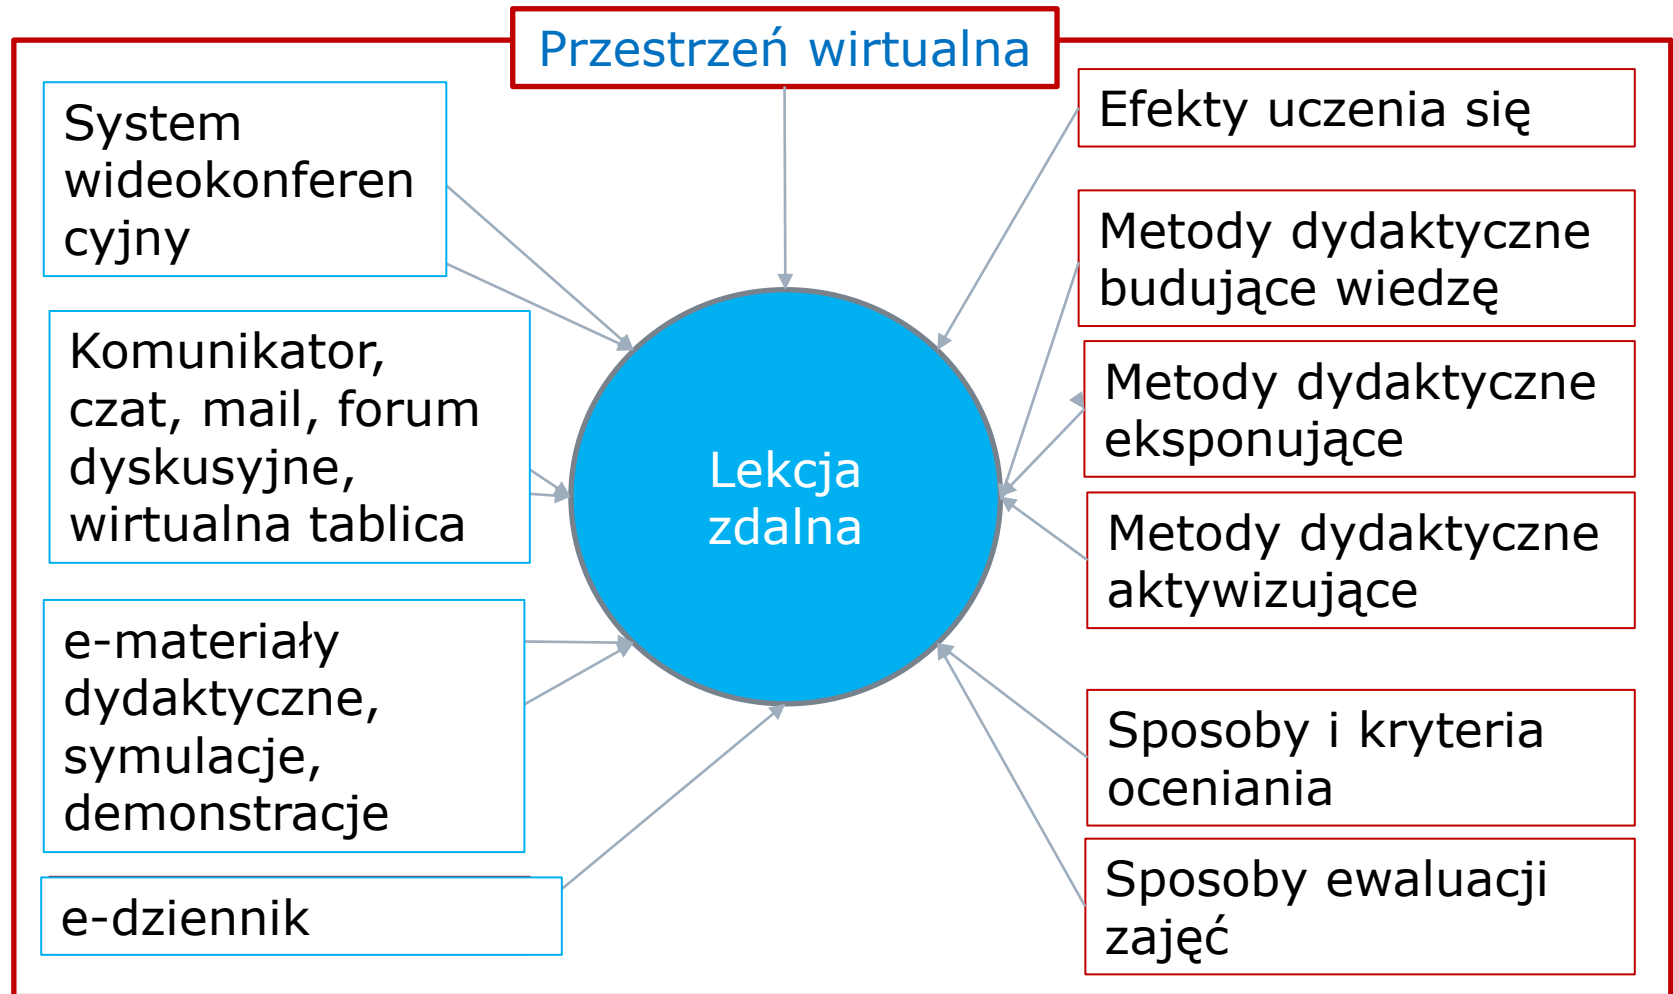 Przestrzeń wirtualna
System
wideokonferen
cyjny
Komunikator,
czat, mail, forum
dyskusyjne,
wirtualna tablica
e-materiały
dydaktyczne,
symulacje,
demonstracje
e-dziennik
Lekcja
zdalna
Efekty uczenia się
Metody dydaktyczne
budujące wiedzę
Metody dydaktyczne
eksponujące
Metody dydaktyczne
aktywizujące
Sposoby i kryteria
oceniania
Sposoby ewaluacji
zajęć